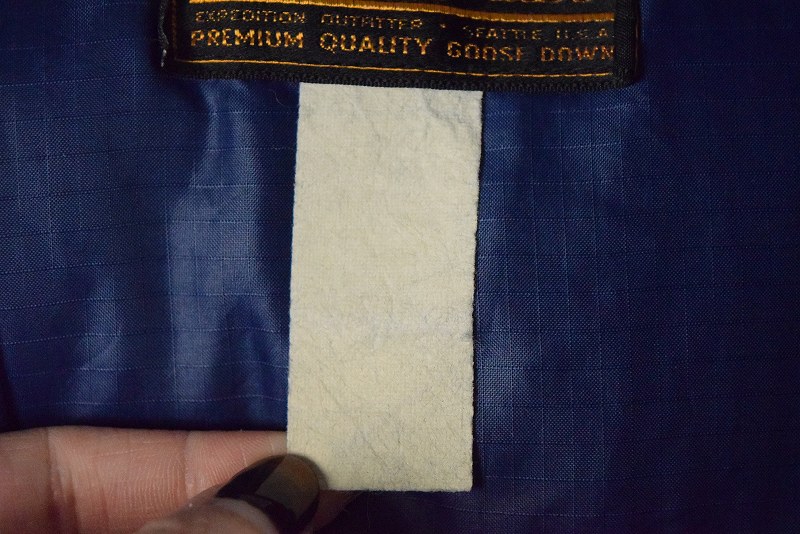 EXPEDITION OUTFITTER • SEATTLE U.S.A
PREMIUM QUALITY GOOSE DOWN